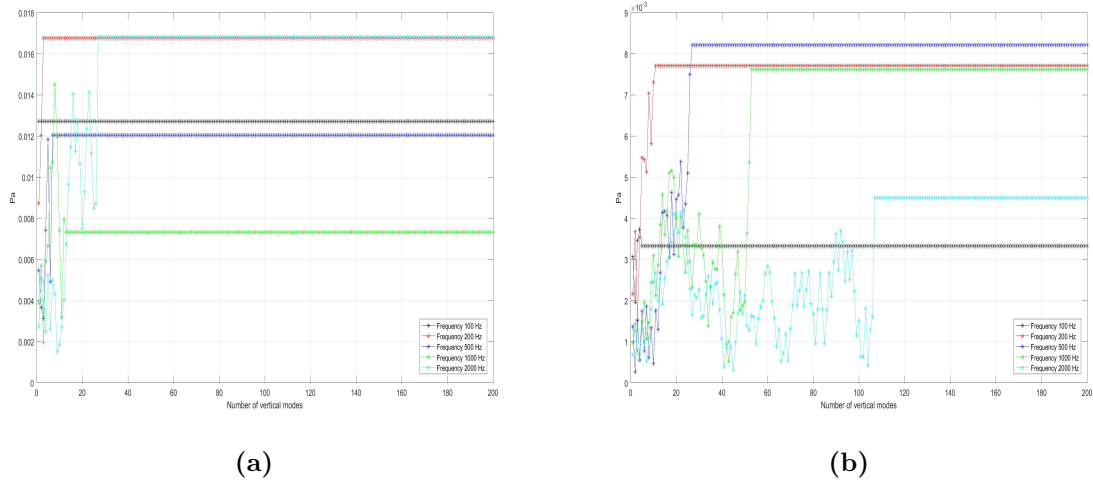 0.018
0.016
0.014
0.012
0.01
0.008
0.006
0.004
0.002
0
Pa
0 20 40 60 80 100 120 140 160 180 200
Number of vertical modes
Frequency 100 Hz
Frequency 200 Hz
Frequency 500 Hz
Frequency 1000 Hz
Frequency 2000 Hz
(a)
×10⁻³
9
8
7
6
5
4
3
2
1
0
Pa
0 20 40 60 80 100 120 140 160 180 200
Number of vertical modes
Frequency 100 Hz
Frequency 200 Hz
Frequency 500 Hz
Frequency 1000 Hz
Frequency 2000 Hz
(b)